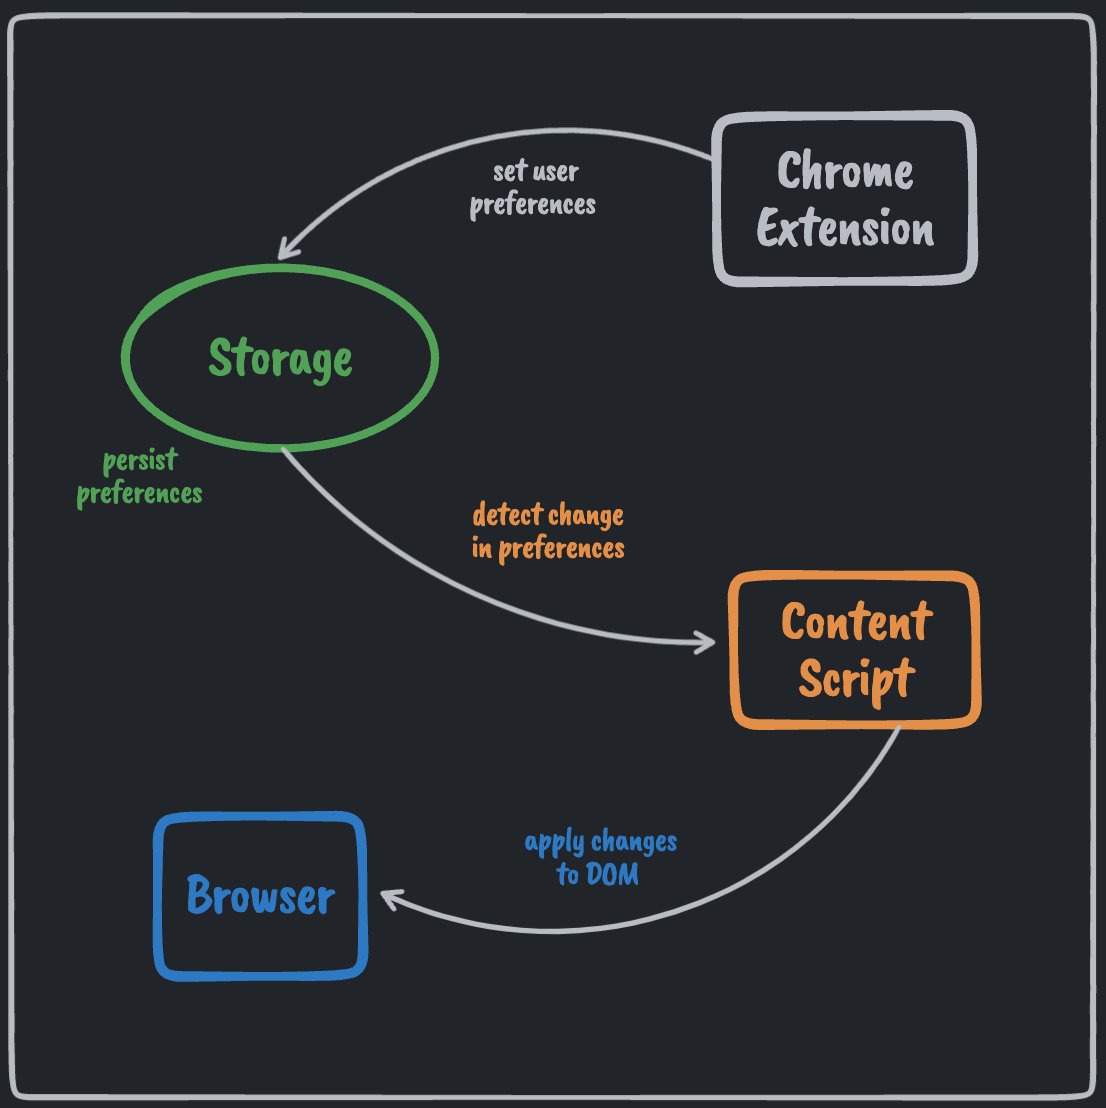 Chrome
Extension
set user
preferences
Storage
persist
preferences
detect change
in preferences
Content
Script
apply changes
to DOM
Browser